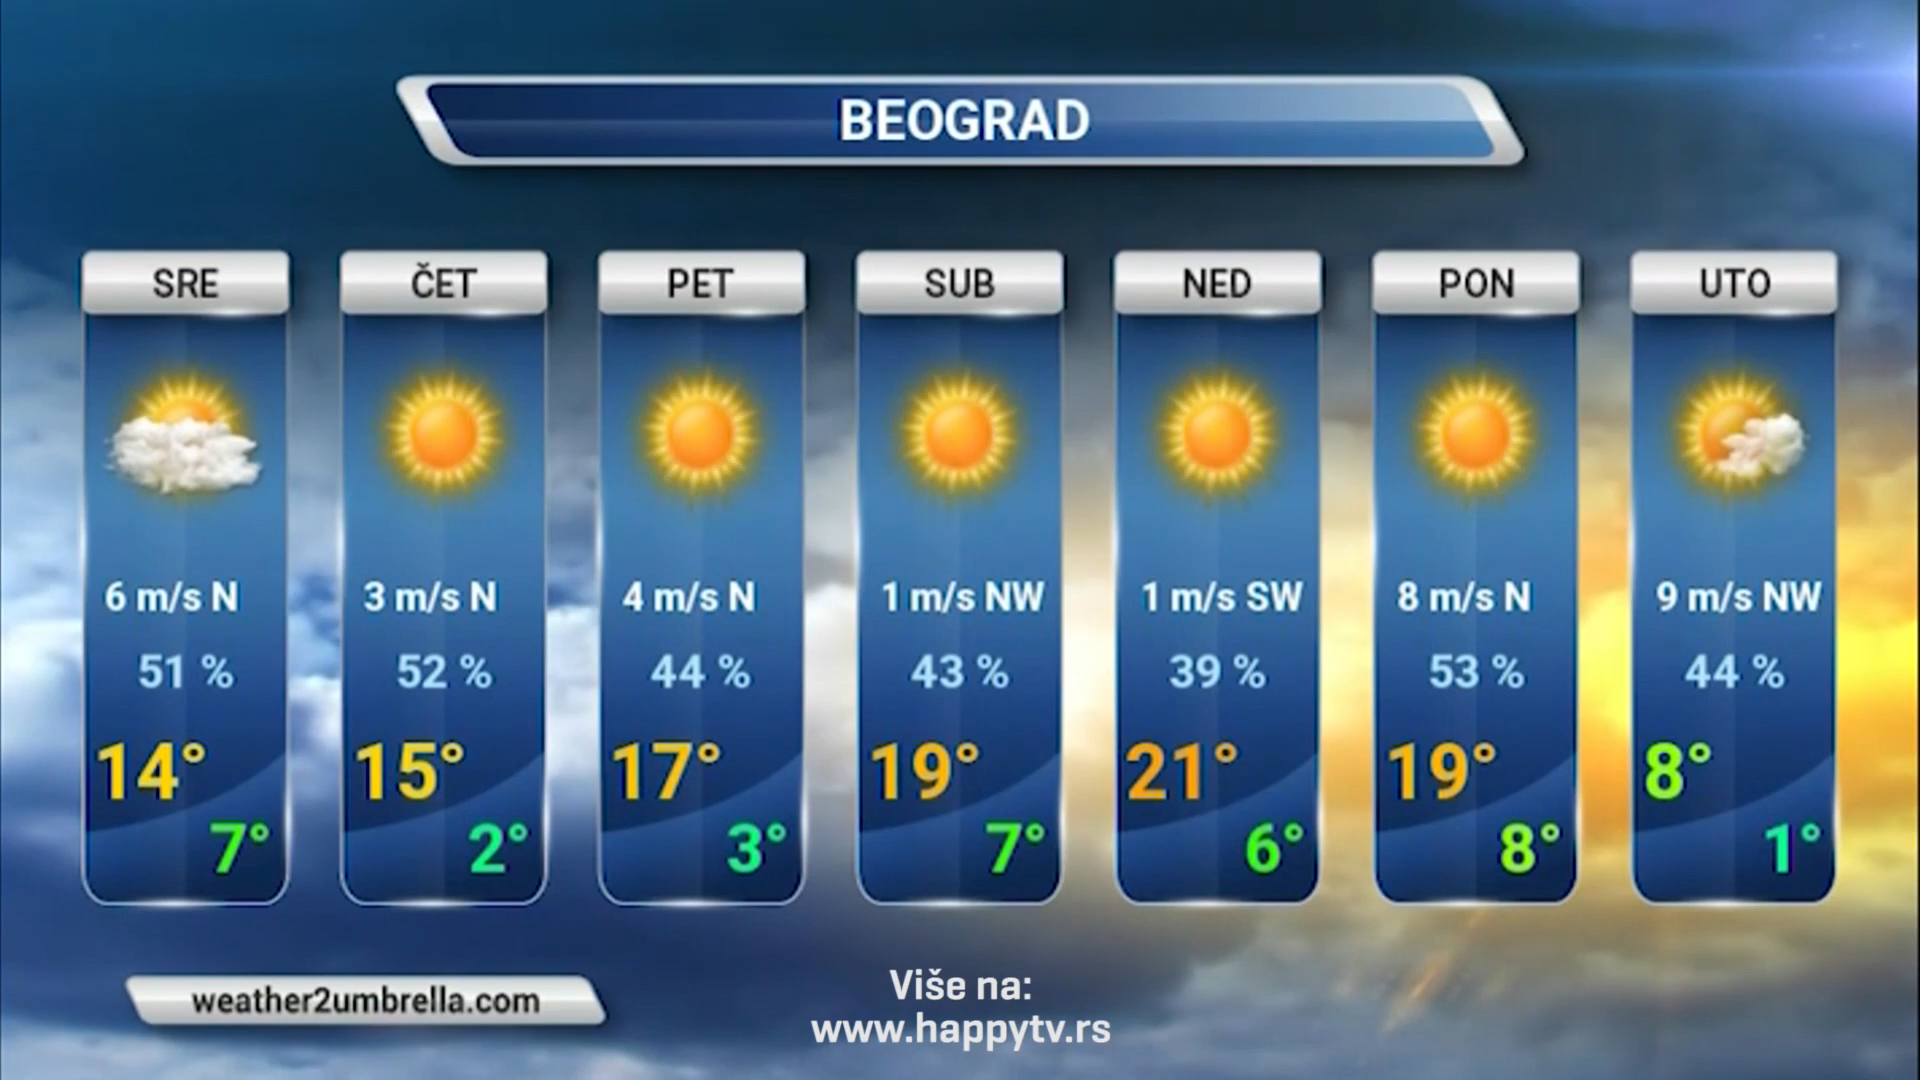 BEOGRAD
SRE ČET PET SUB NED PON UTO
6 m/s N 3 m/s N 4 m/s N 1 m/s NW 1 m/s SW 8 m/s N 9 m/s NW
51 % 52 % 44 % 43 % 39 % 53 % 44 %
14° 15° 17° 19° 21° 19° 8°
7° 2° 3° 7° 6° 8° 1°
weather2umbrella.com
Više na:
www.happytv.rs